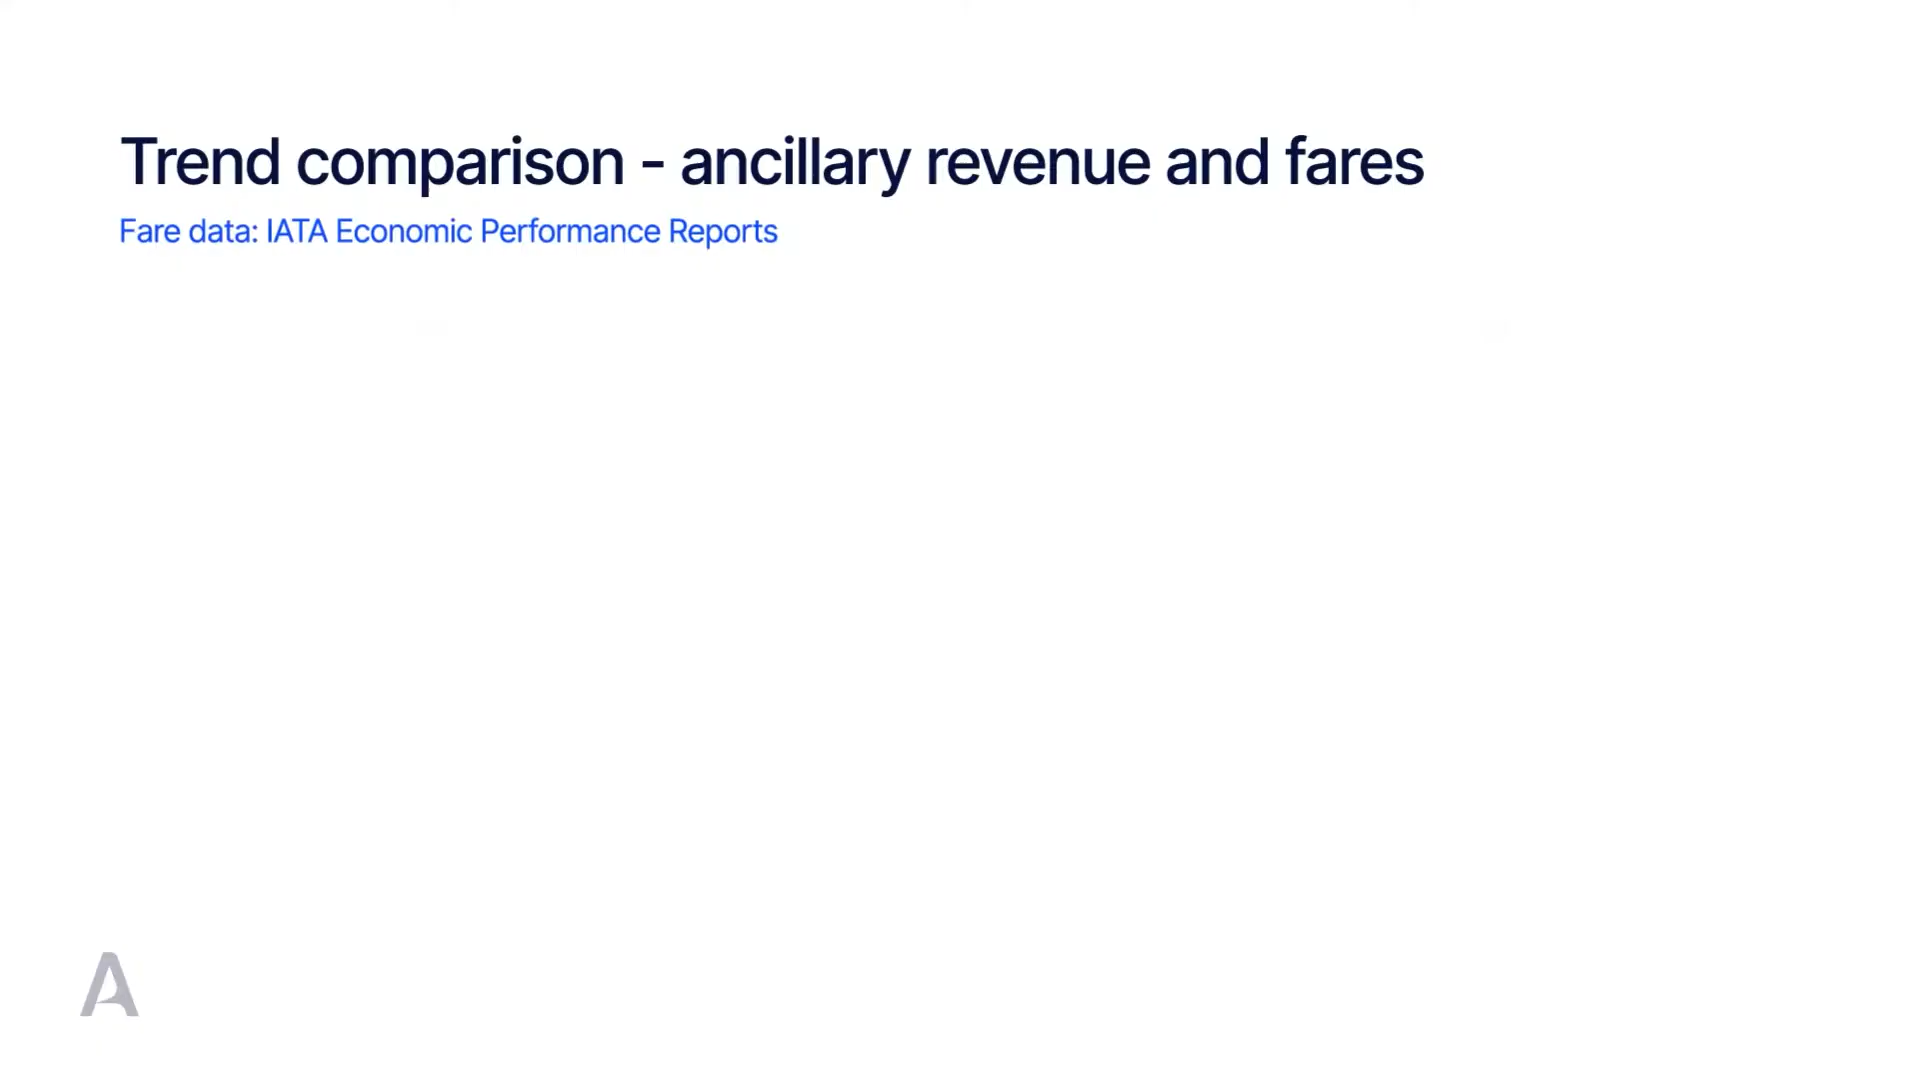 Trend comparison - ancillary revenue and fares
Fare data: IATA Economic Performance Reports